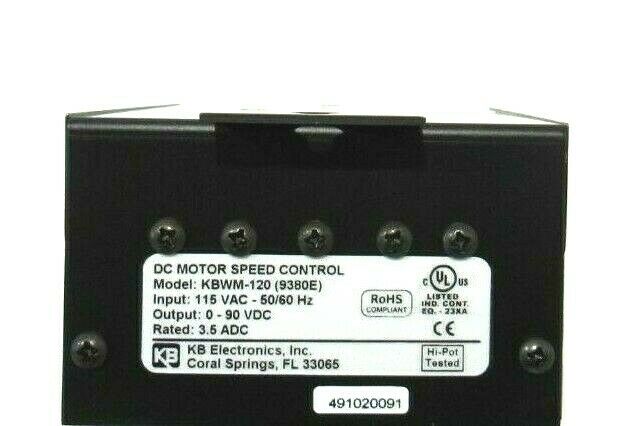 DC MOTOR SPEED CONTROL
Model: KBWM-120 (9380E)
Input: 115 VAC - 50/60 Hz
Output: 0 - 90 VDC
Rated: 3.5 ADC
KB
KB Electronics, Inc.
Coral Springs, FL 33065
RoHS
COMPLIANT
C UL US
LISTED
IND. CONT.
EQ. - 23XA
CE
Hi-Pot
Tested
491020091